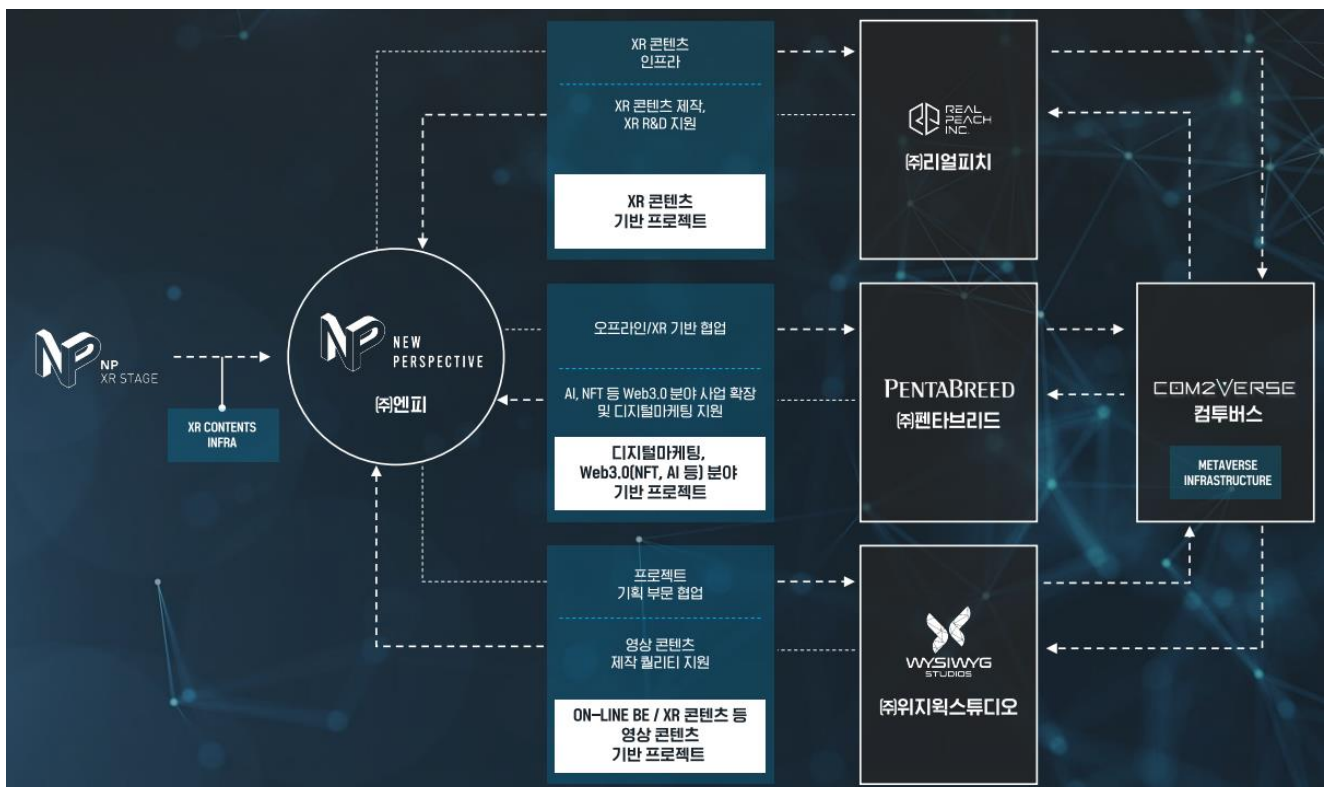 NP
NP
XR STAGE
XR CONTENTS
INFRA
NP
NEW
PERSPECTIVE
㈜엔피
XR 콘텐츠
인프라
XR 콘텐츠 제작,
XR R&D 지원
XR 콘텐츠
기반 프로젝트
REAL
PEACH
INC.
㈜리얼피치
오프라인/XR 기반 협업
AI, NFT 등 Web3.0 분야 사업 확장
및 디지털마케팅 지원
디지털마케팅,
Web3.0(NFT, AI 등) 분야
기반 프로젝트
PENTABREED
㈜펜타브리드
프로젝트
기획 부문 협업
영상 콘텐츠
제작 퀄리티 지원
ON-LINE BE / XR 콘텐츠 등
영상 콘텐츠
기반 프로젝트
WYSIWYG
STUDIOS
㈜위지윅스튜디오
COM2VERSE
컴투버스
METAVERSE
INFRASTRUCTURE